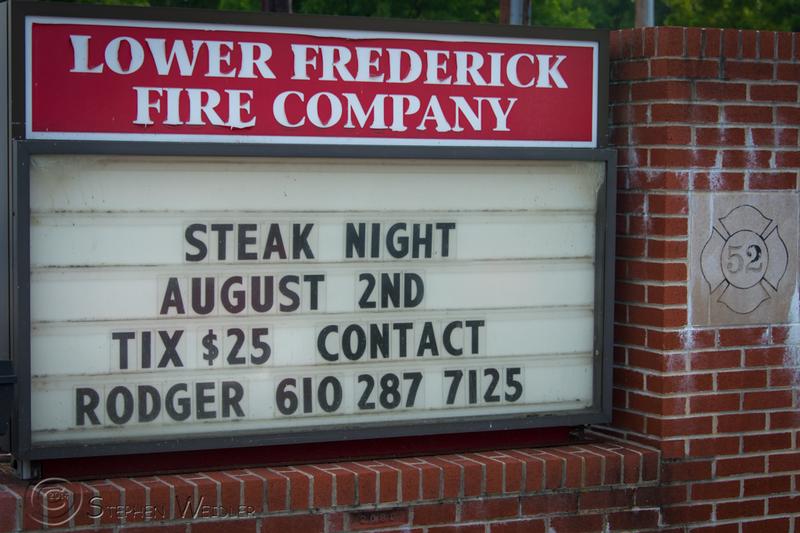 LOWER FREDERICK
FIRE COMPANY
STEAK NIGHT
AUGUST 2ND
TIX $25 CONTACT
RODGER 610 287 7125
52
STEPHEN WEIDLER